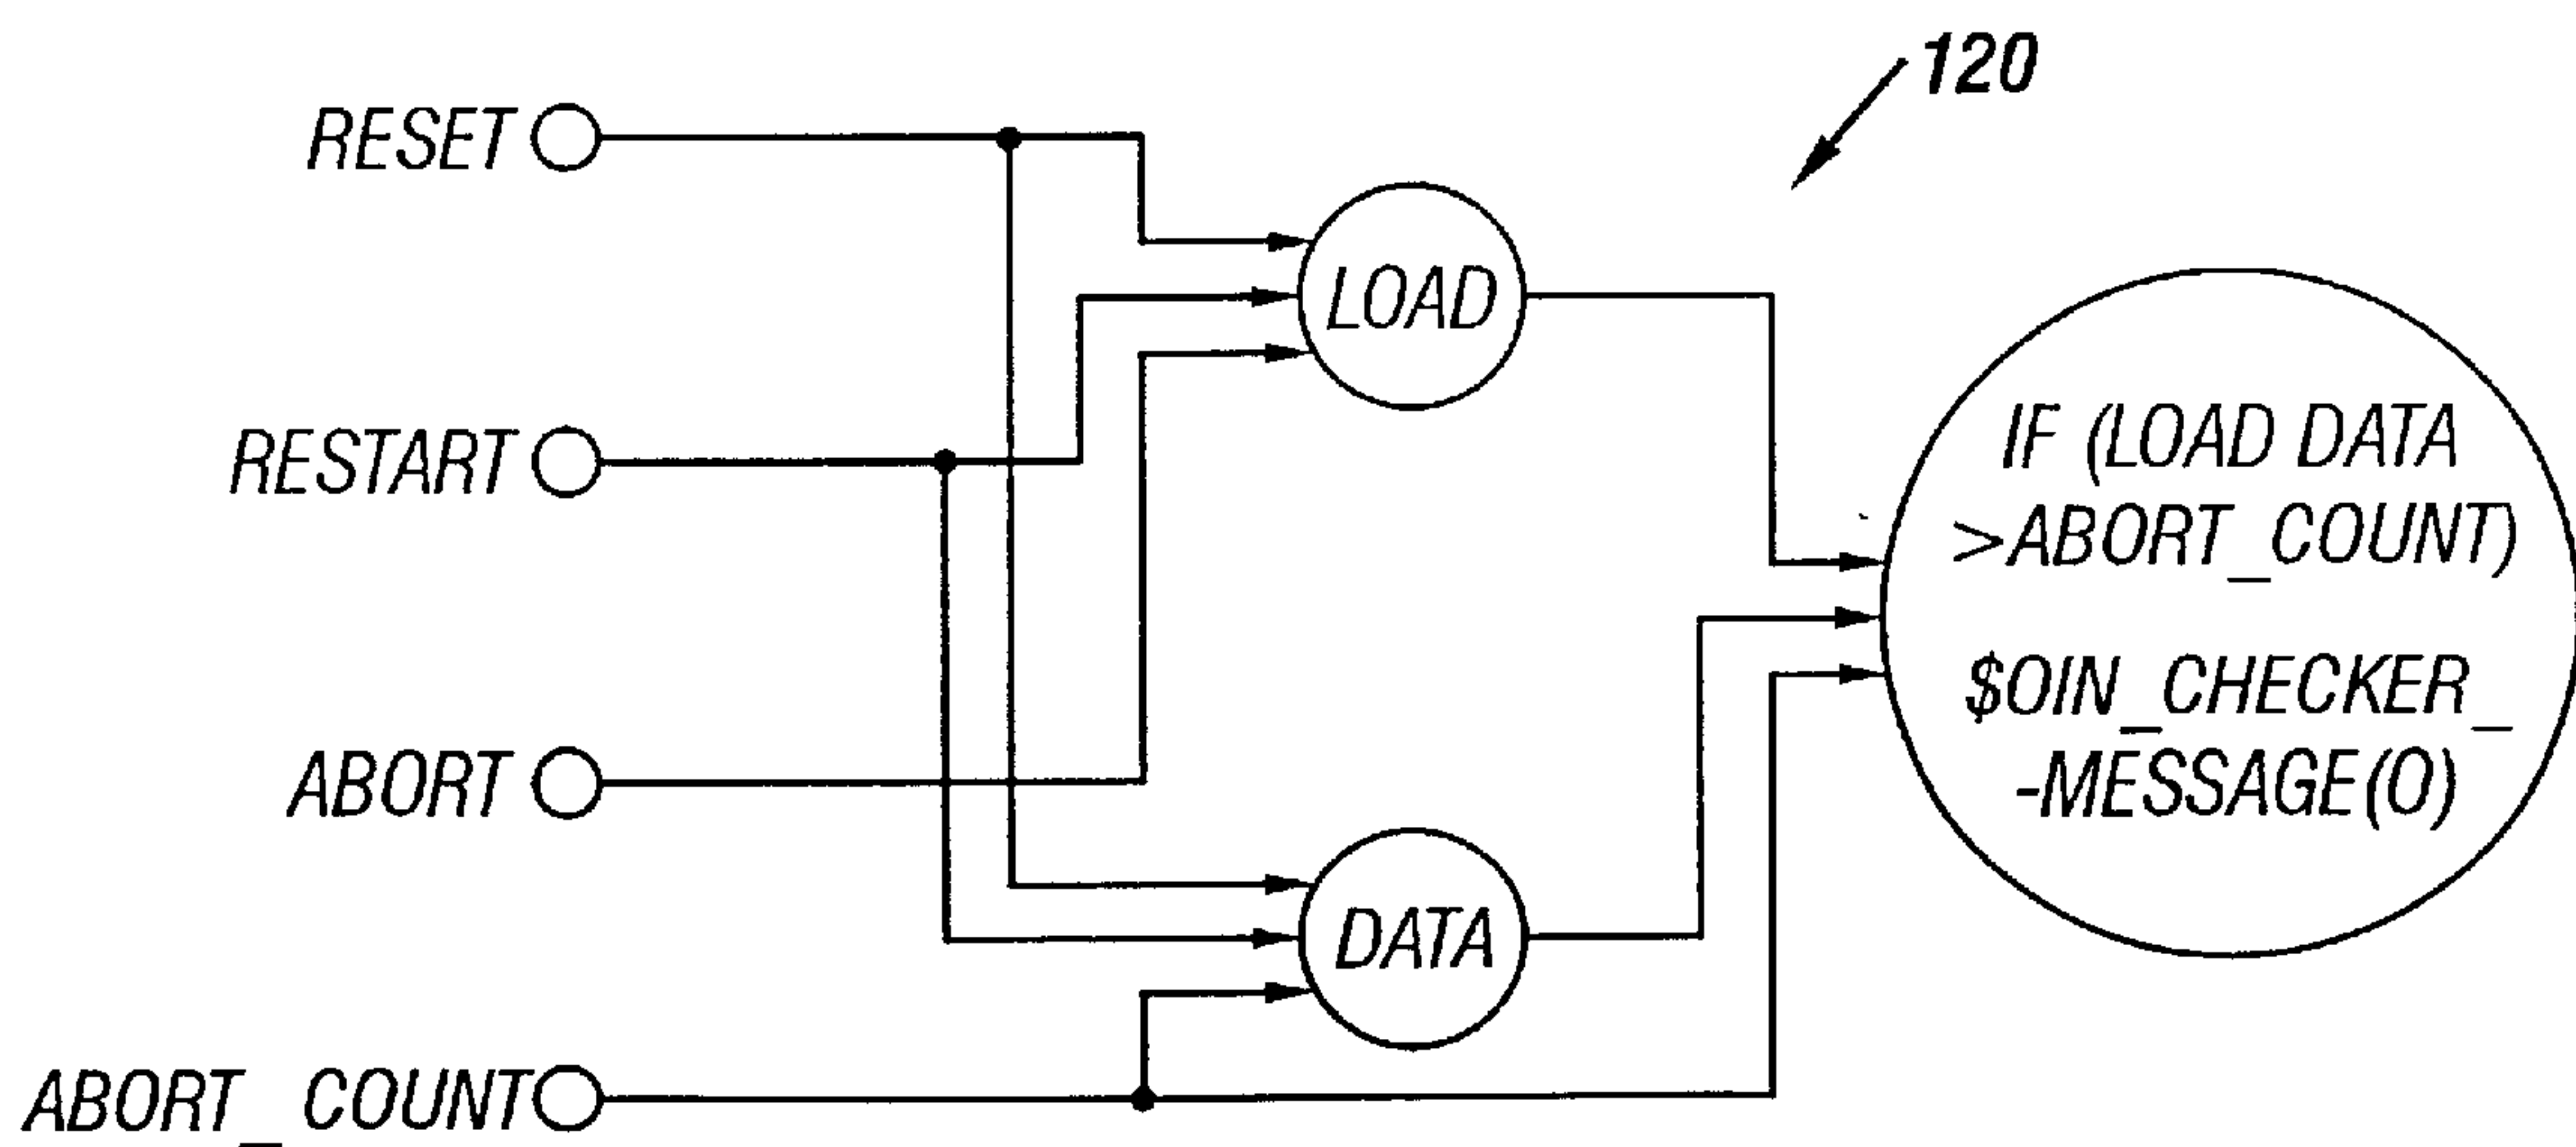 120
RESET
LOAD
RESTART
IF (LOAD DATA
>ABORT_COUNT)
$OIN_CHECKER_
-MESSAGE(0)
ABORT
DATA
ABORT_COUNT